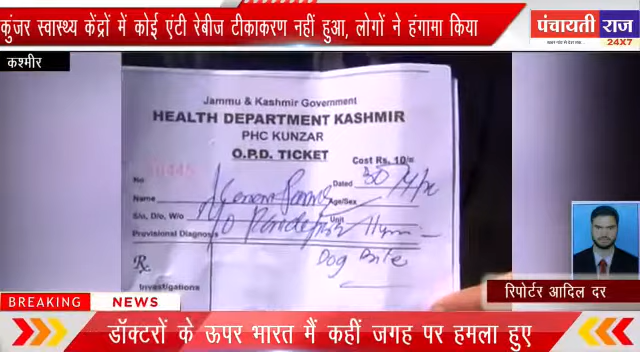 कुंजर स्वास्थ्य केंद्रों में कोई एंटी रेबीज टीकाकरण नहीं हुआ, लोगों ने हंगामा किया
पंचायती राज
24X7
कश्मीर
Jammu & Kashmir Government
HEALTH DEPARTMENT KASHMIR
PHC KUNZAR
O.P.D. TICKET
Cost Rs. 10/=
No
Dated
Name
Age/Sex
S/o, D/o, W/o
Unit
Provisional Diagnosis
Dog Bite
Rx
Investigations
रिपोर्टर आदिल दर
BREAKING NEWS
डॉक्टरों के ऊपर भारत मैं कहीं जगह पर हमला हुए